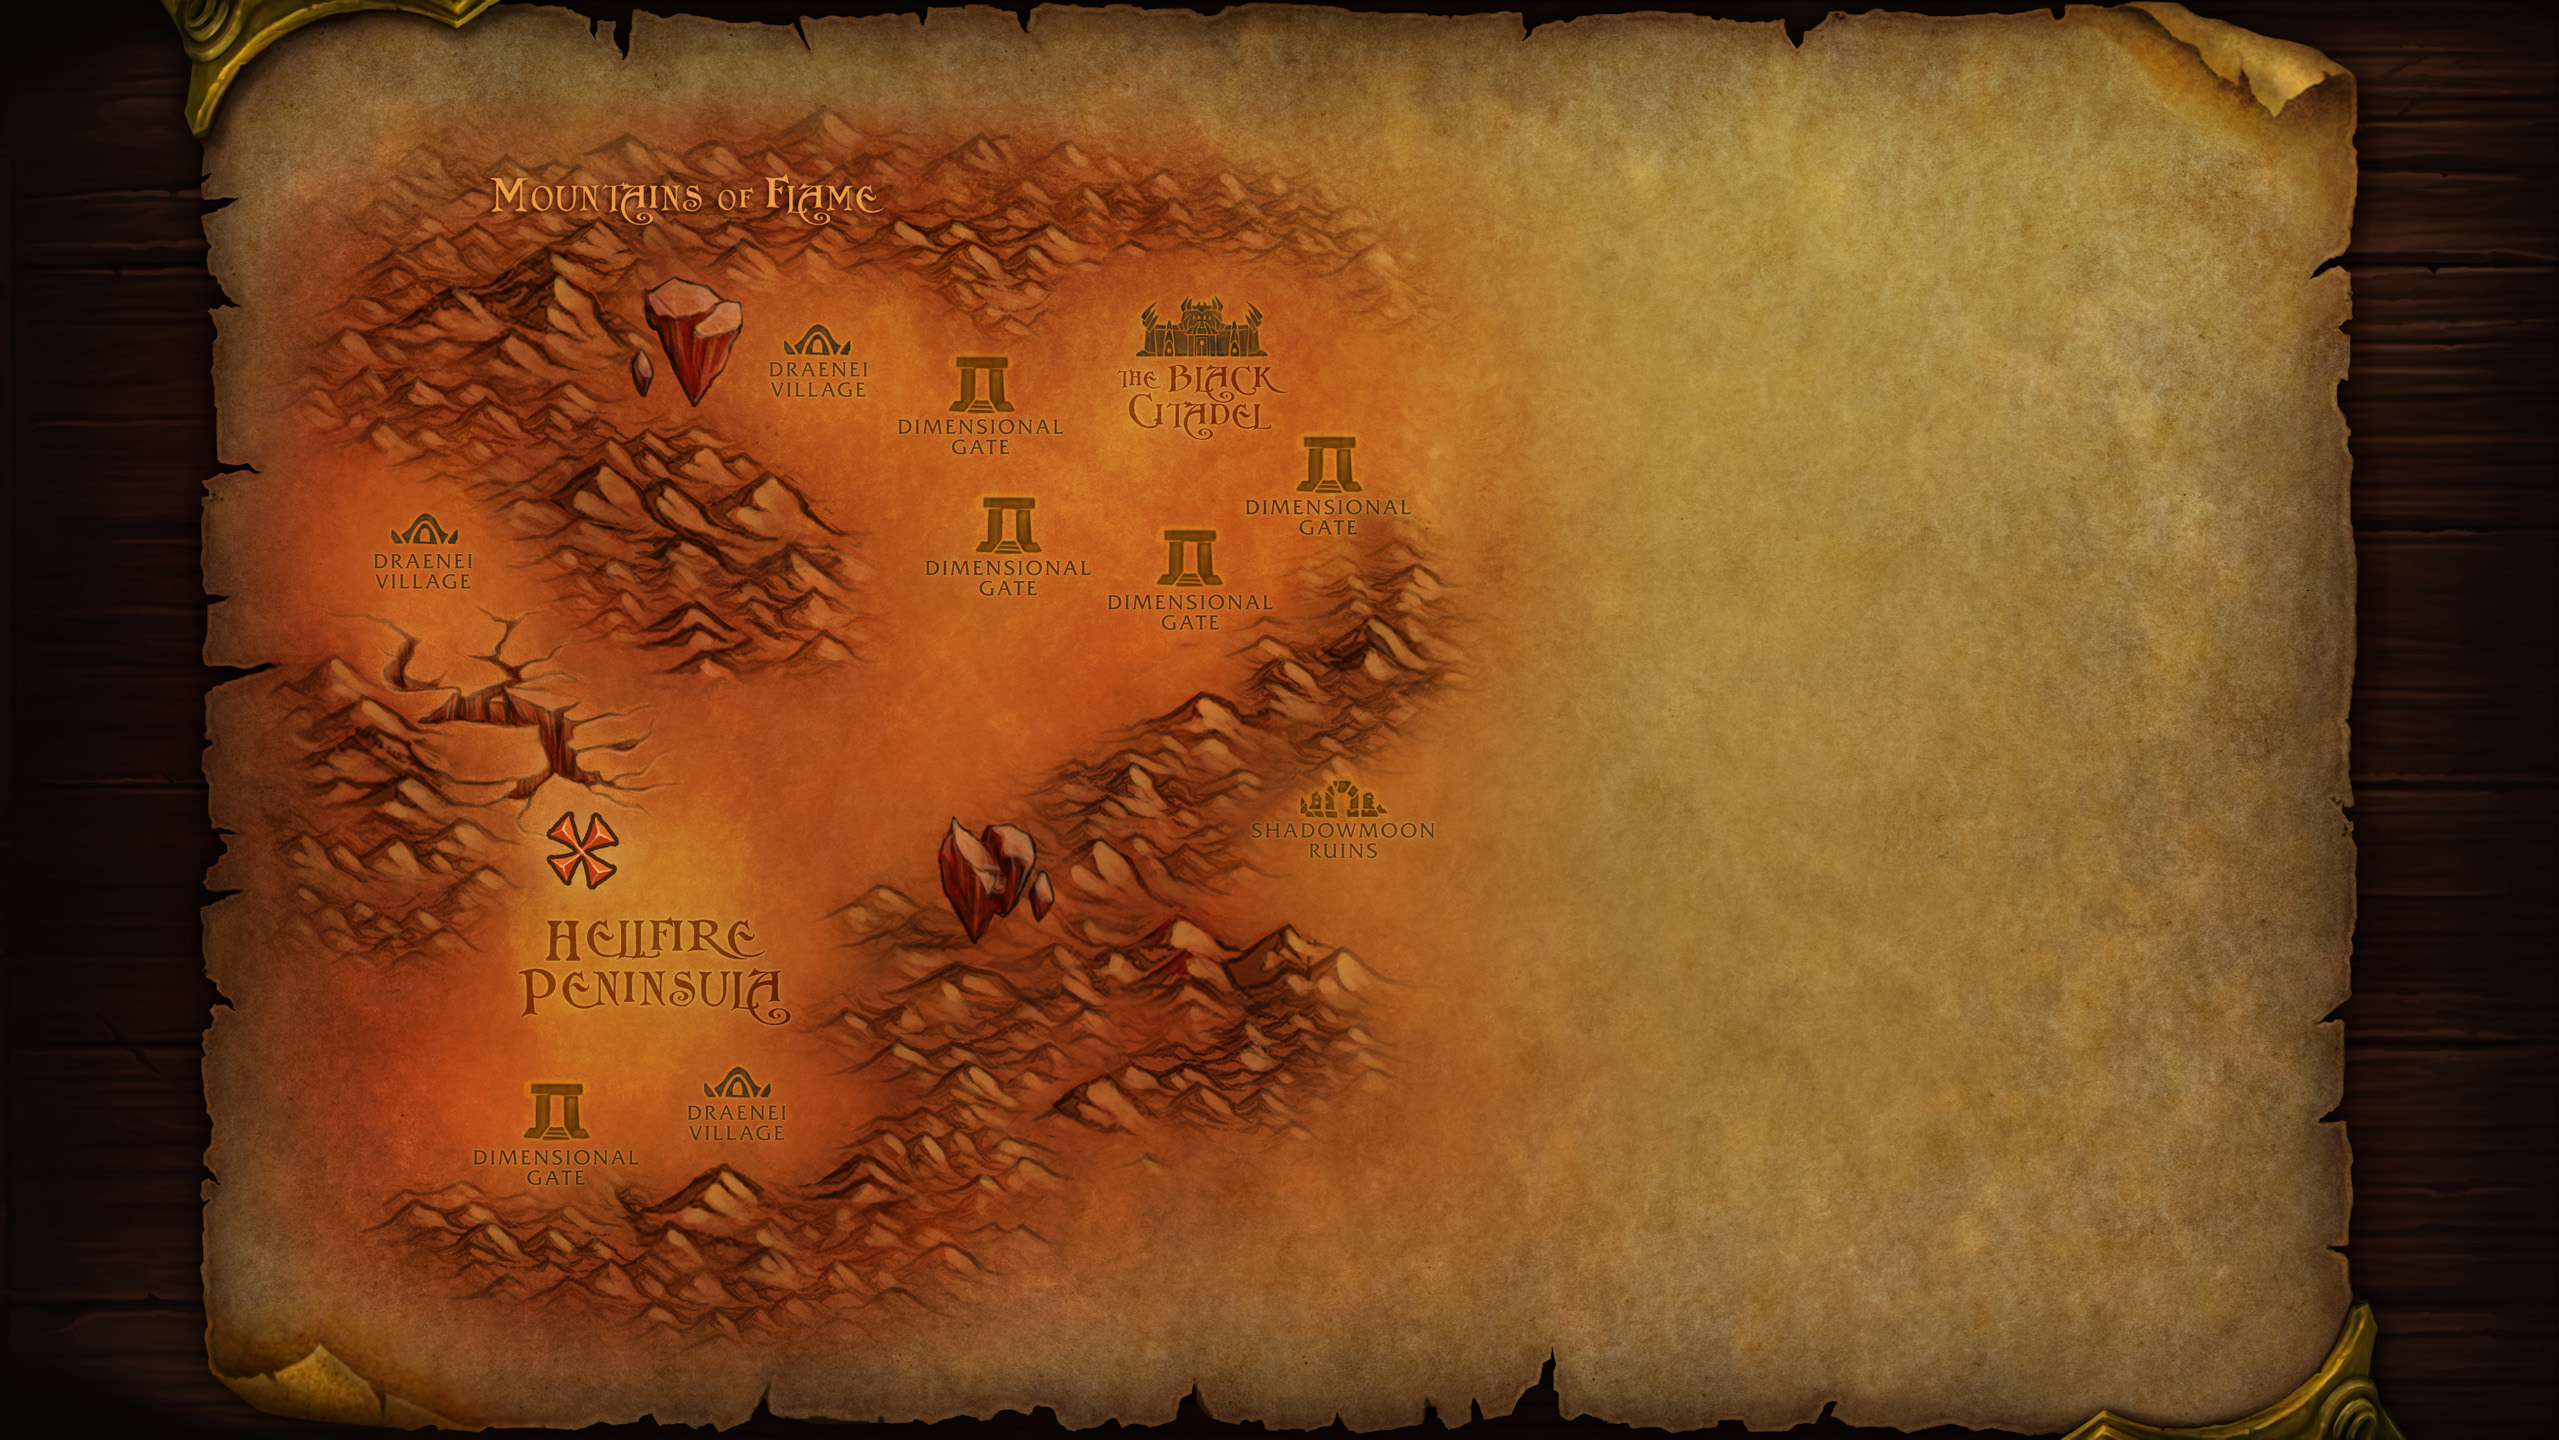 Mountains of Flame
DRAENEI
VILLAGE
DIMENSIONAL
GATE
The Black
Citadel
DIMENSIONAL
GATE
DIMENSIONAL
GATE
DIMENSIONAL
GATE
DRAENEI
VILLAGE
SHADOWMOON
RUINS
Hellfire
Peninsula
DIMENSIONAL
GATE
DRAENEI
VILLAGE